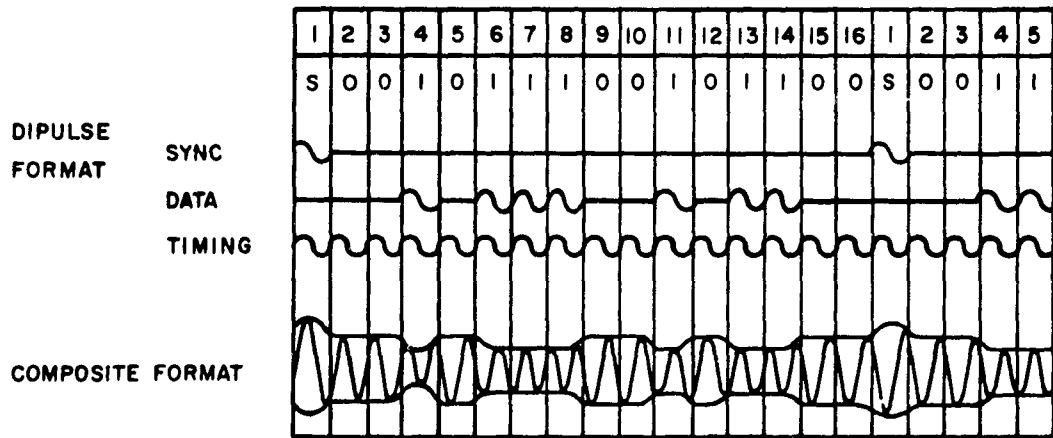 1 2 3 4 5 6 7 8 9 10 11 12 13 14 15 16 1 2 3 4 5
S 0 0 1 0 1 1 1 0 0 1 0 1 1 0 0 S 0 0 1 1
DIPULSE
FORMAT
SYNC
DATA
TIMING
COMPOSITE FORMAT